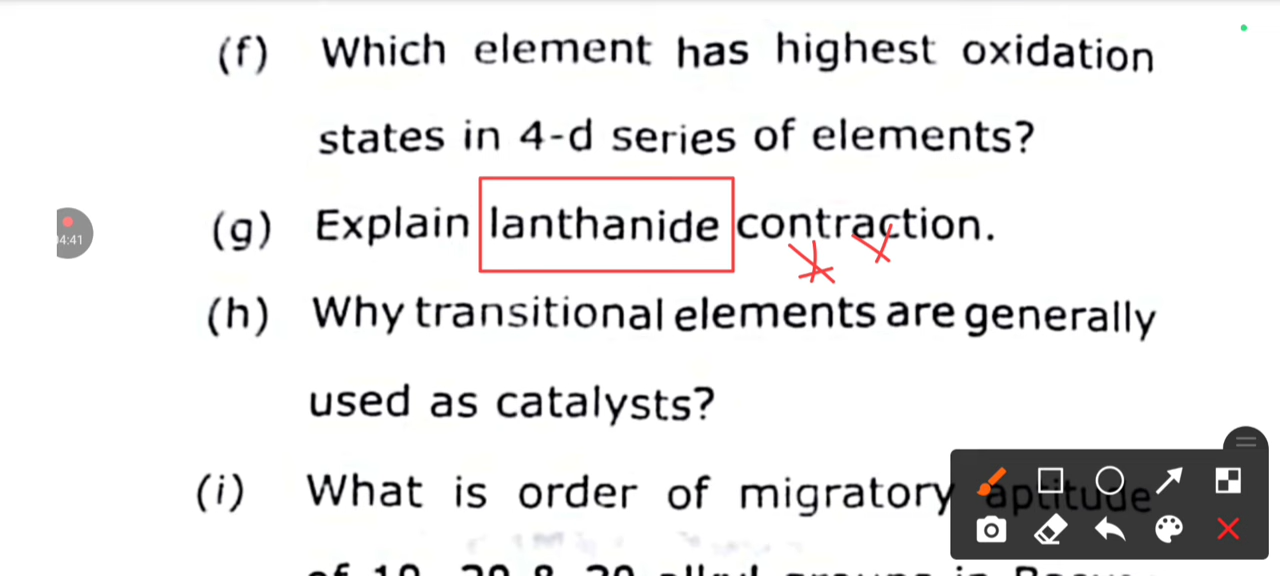 (f) Which element has highest oxidation
states in 4-d series of elements?
(g) Explain lanthanide contraction.
4:41
(h) Why transitional elements are generally
used as catalysts?
(i) What is order of migratory aptitude